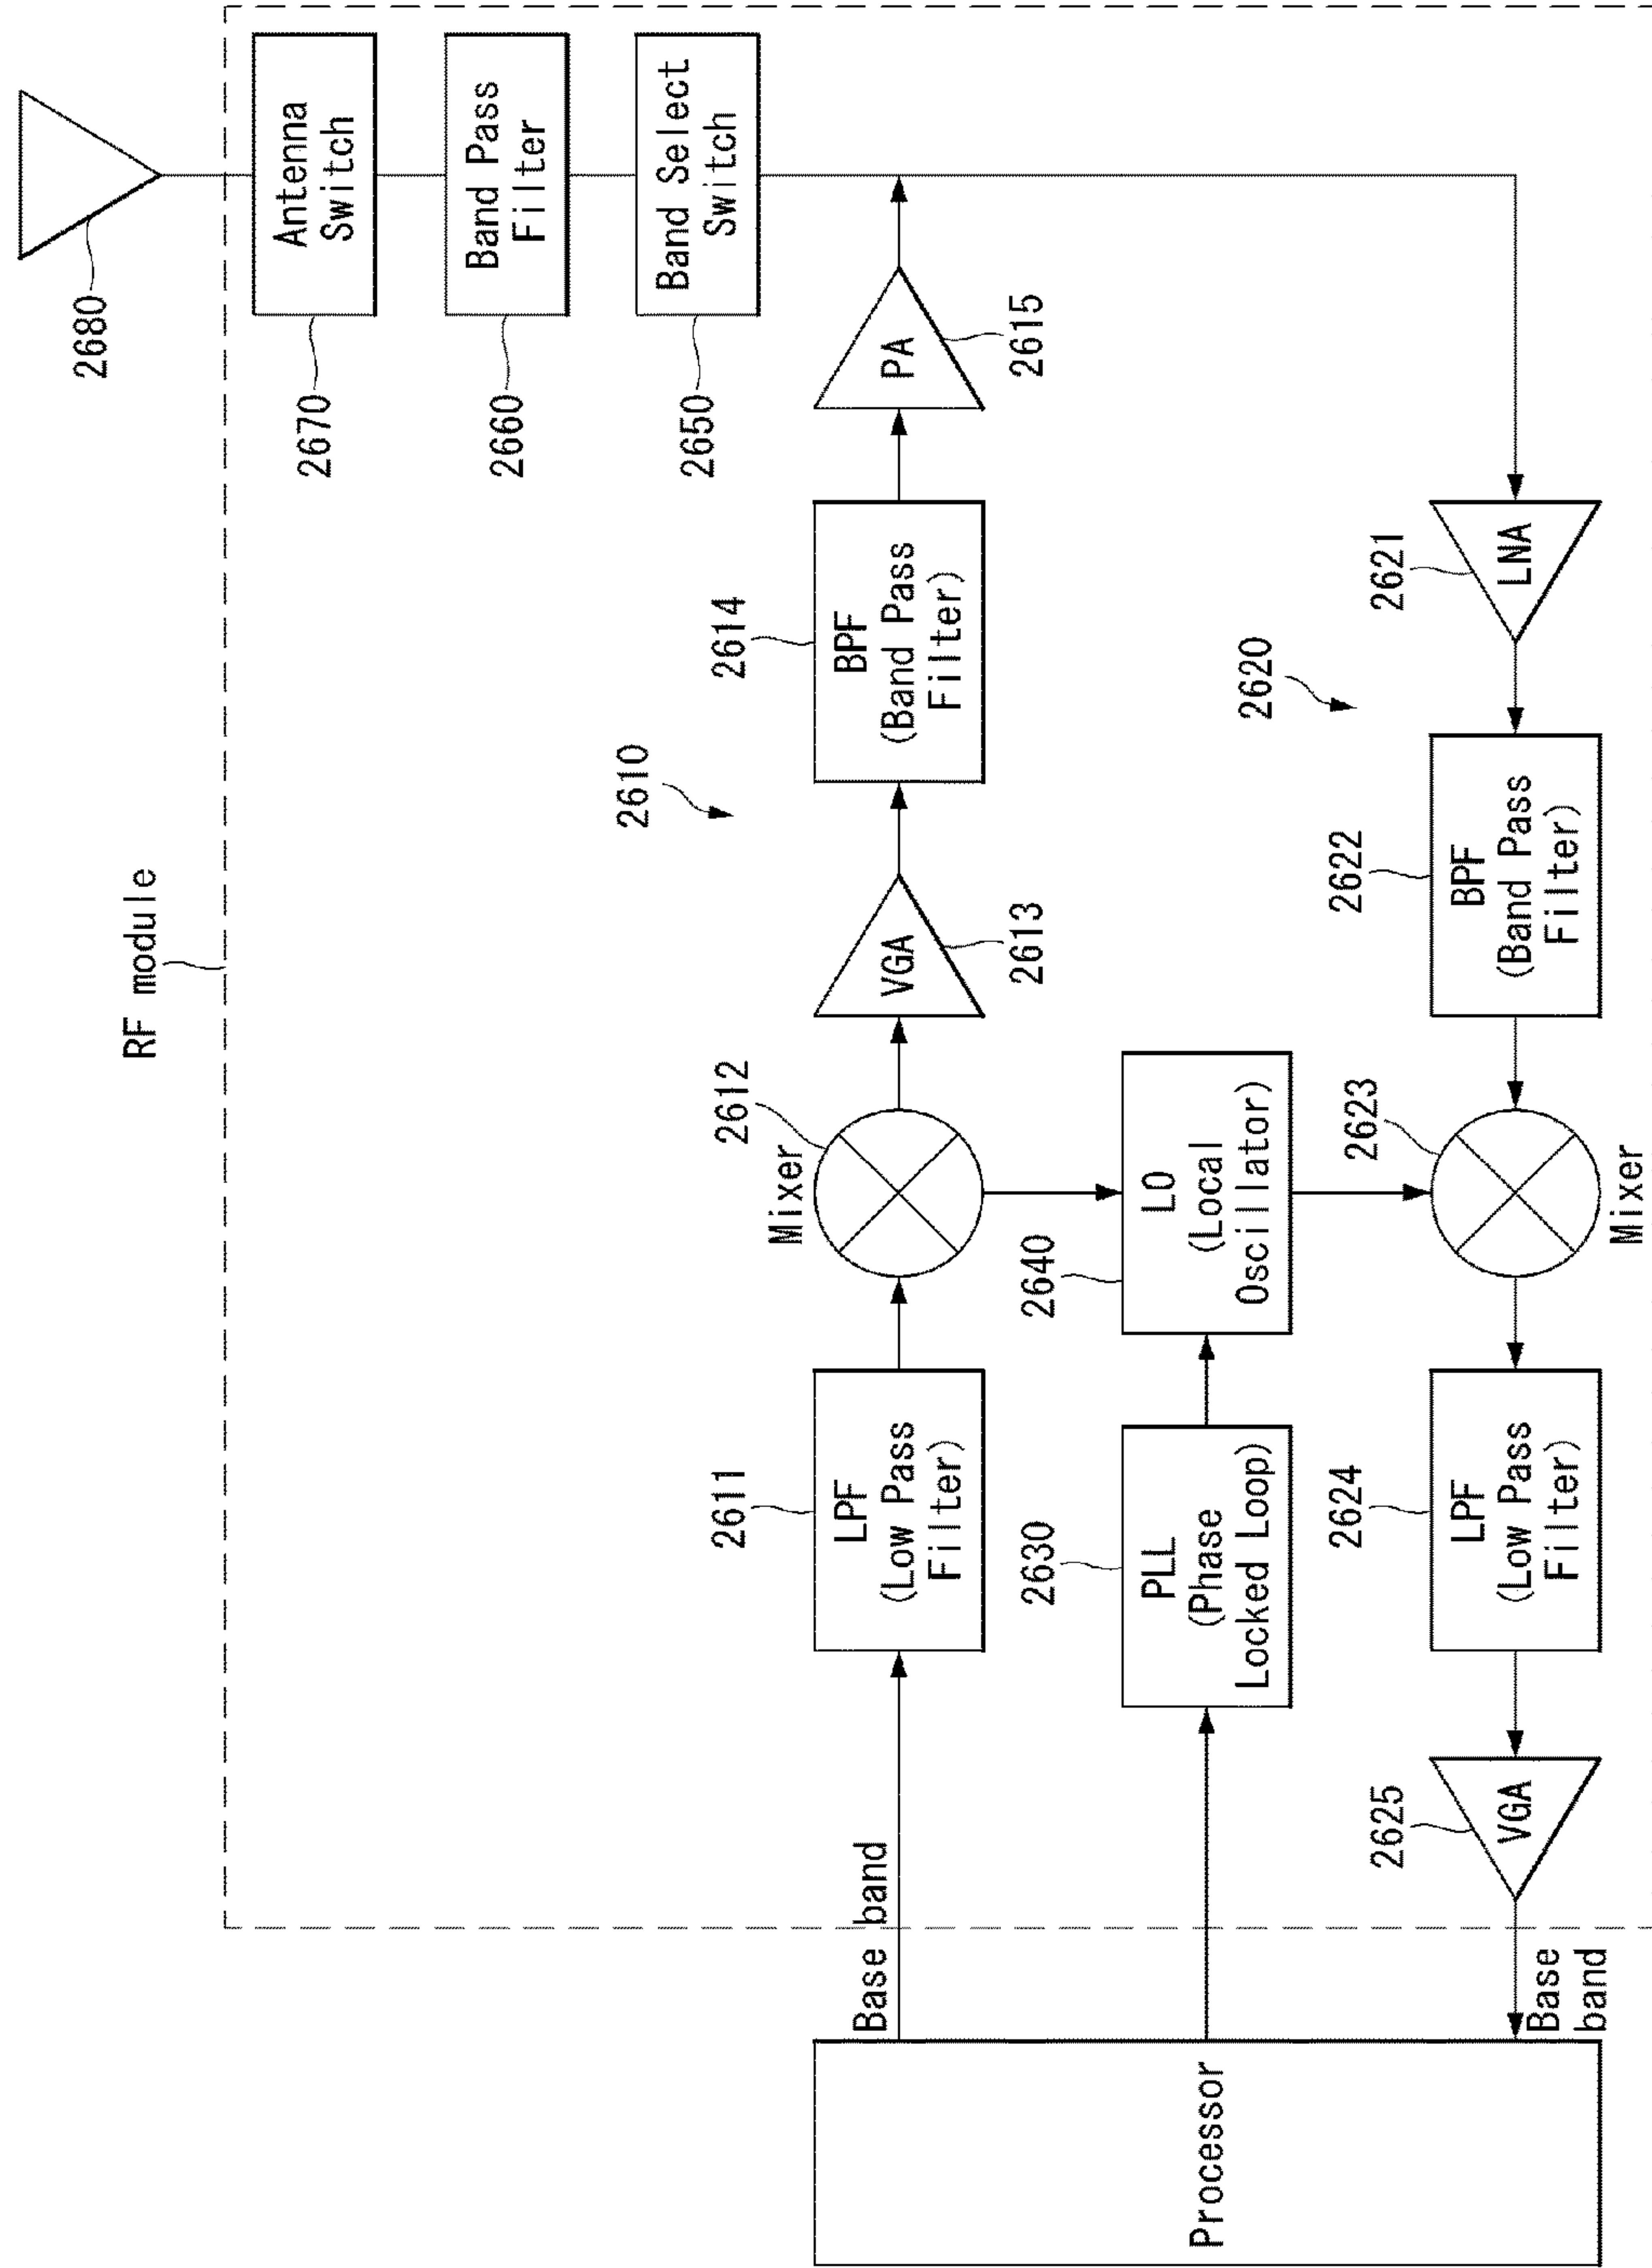 RF module
2680
Antenna
Switch
2670
Band Pass
Filter
2660
Band Select
Switch
2650
2610
Base band
LPF
(Low Pass
Filter)
2611
Mixer
2612
VGA
2613
BPF
(Band Pass
Filter)
2614
PA
2615
Processor
PLL
(Phase
Locked Loop)
2630
LO
(Local
Oscillator)
2640
2620
LNA
2621
BPF
(Band Pass
Filter)
2622
2623
Mixer
LPF
(Low Pass
Filter)
2624
VGA
2625
Base
band